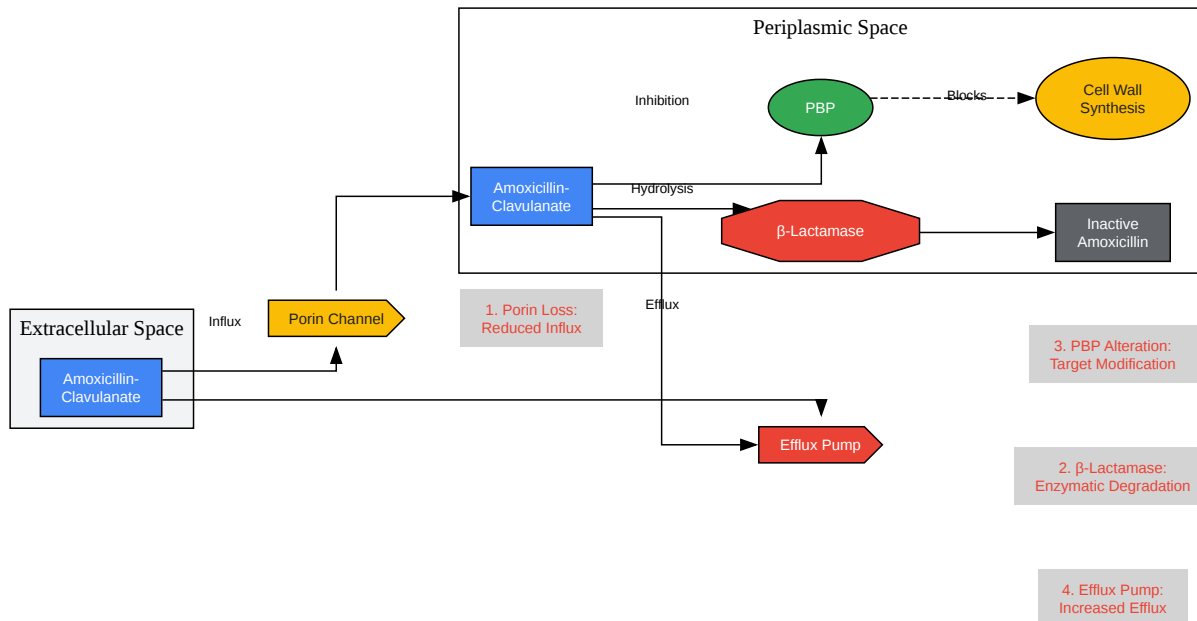 Periplasmic Space
Cell Wall
Synthesis
PBP
Blocks
Inhibition
Amoxicillin-
Clavulanate
Hydrolysis
β-Lactamase
Inactive
Amoxicillin
Extracellular Space
Influx
Porin Channel
1. Porin Loss:
Reduced Influx
Efflux
3. PBP Alteration:
Target Modification
Amoxicillin-
Clavulanate
Efflux Pump
2. β-Lactamase:
Enzymatic Degradation
4. Efflux Pump:
Increased Efflux